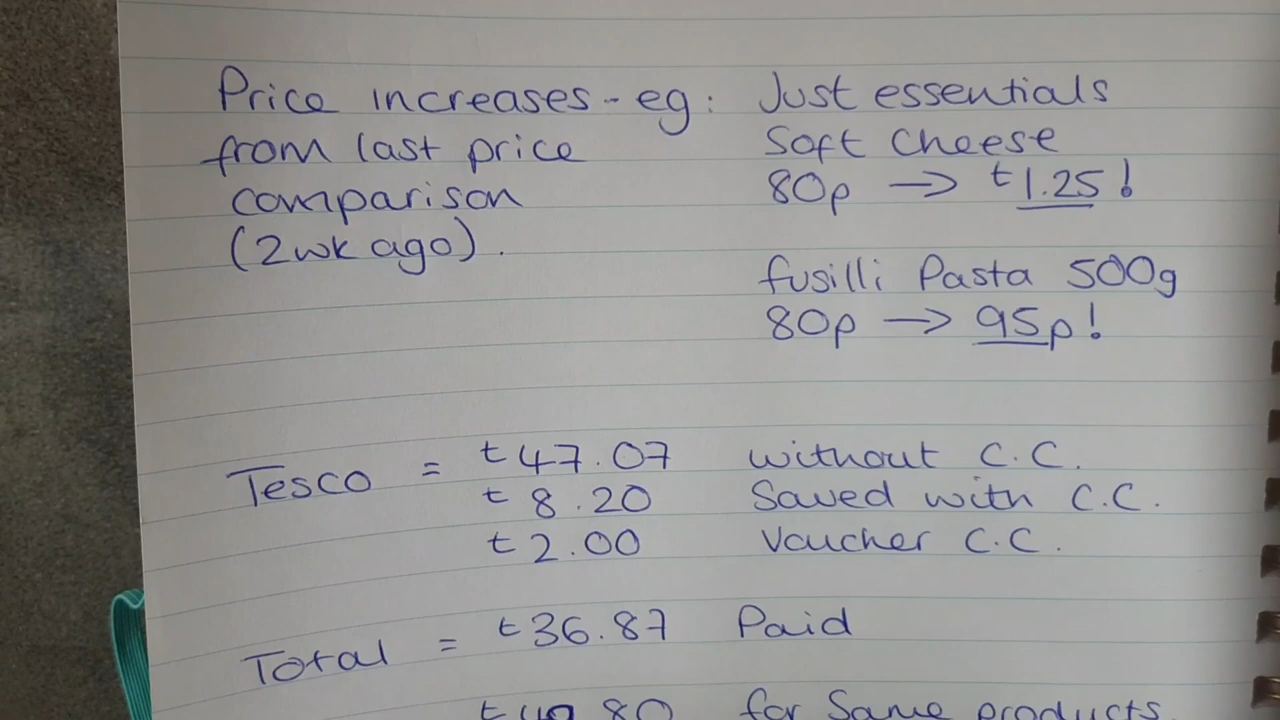 Price increases - eg: Just essentials
from last price Soft Cheese
comparison 80p → £1.25!
(2wk ago).
fusilli Pasta 500g
80p → 95p!
Tesco = £47.07 without C.C.
£8.20 Saved with C.C.
£2.00 Voucher C.C.
Total = £36.87 Paid
80 for Same products